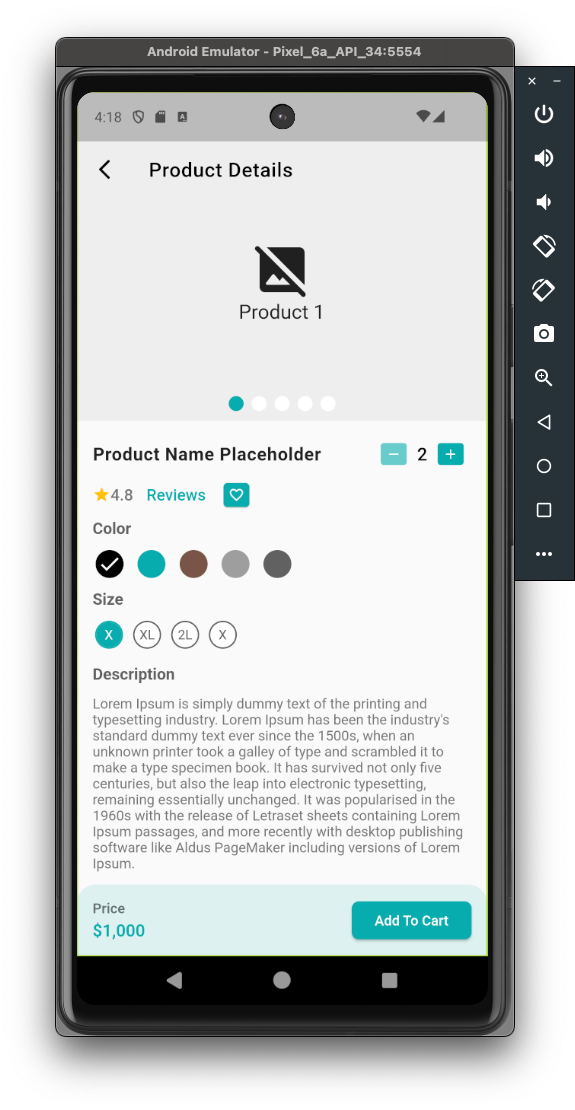 Android Emulator - Pixel_6a_API_34:5554
4:18
Product Details
Product 1
Product Name Placeholder
2
4.8 Reviews
Color
Size
X XL 2L X
Description
Lorem Ipsum is simply dummy text of the printing and
typesetting industry. Lorem Ipsum has been the industry's
standard dummy text ever since the 1500s, when an
unknown printer took a galley of type and scrambled it to
make a type specimen book. It has survived not only five
centuries, but also the leap into electronic typesetting,
remaining essentially unchanged. It was popularised in the
1960s with the release of Letraset sheets containing Lorem
Ipsum passages, and more recently with desktop publishing
software like Aldus PageMaker including versions of Lorem
Ipsum.
Price
$1,000
Add To Cart